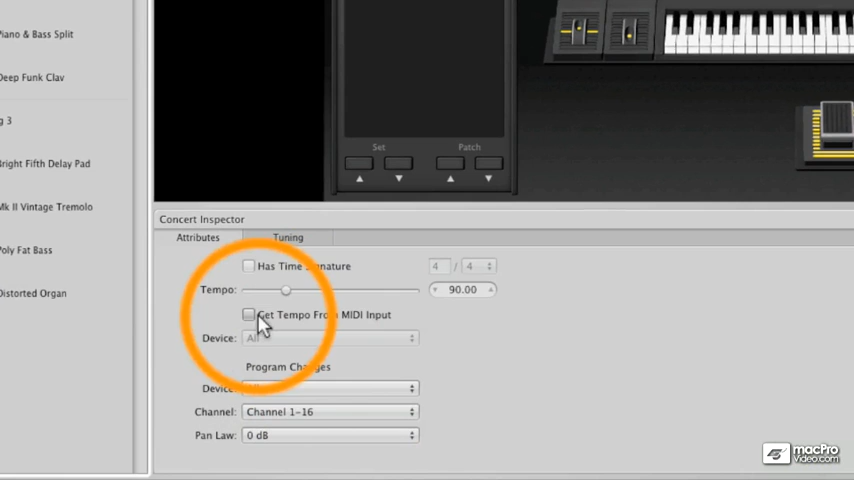 Piano & Bass Split
Deep Funk Clav
g 3
Bright Fifth Delay Pad
Mk II Vintage Tremolo
Poly Fat Bass
Distorted Organ
Set
Patch
Concert Inspector
Attributes
Tuning
Has Time Signature
4 / 4
Tempo:
90.00
Get Tempo From MIDI Input
Device: All
Program Changes
Device:
Channel: Channel 1-16
Pan Law: 0 dB
macPro
Video.com